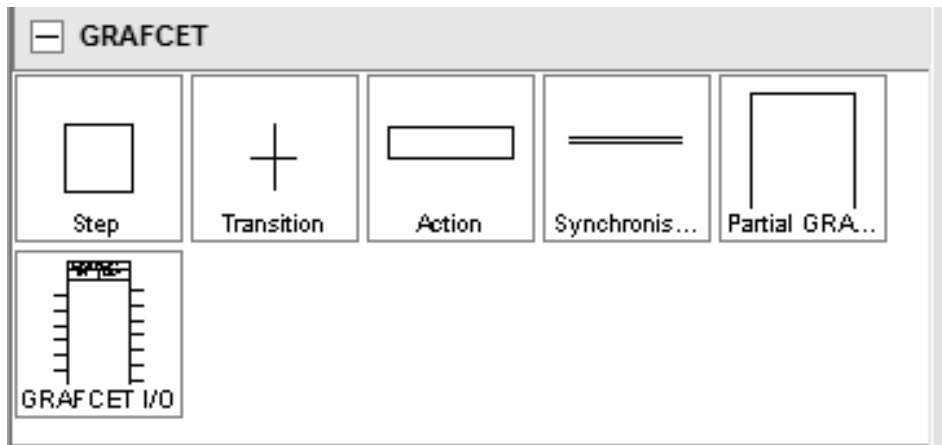 GRAFCET
Step
Transition
Action
Synchronis...
Partial GRA...
GRAFCET I/O